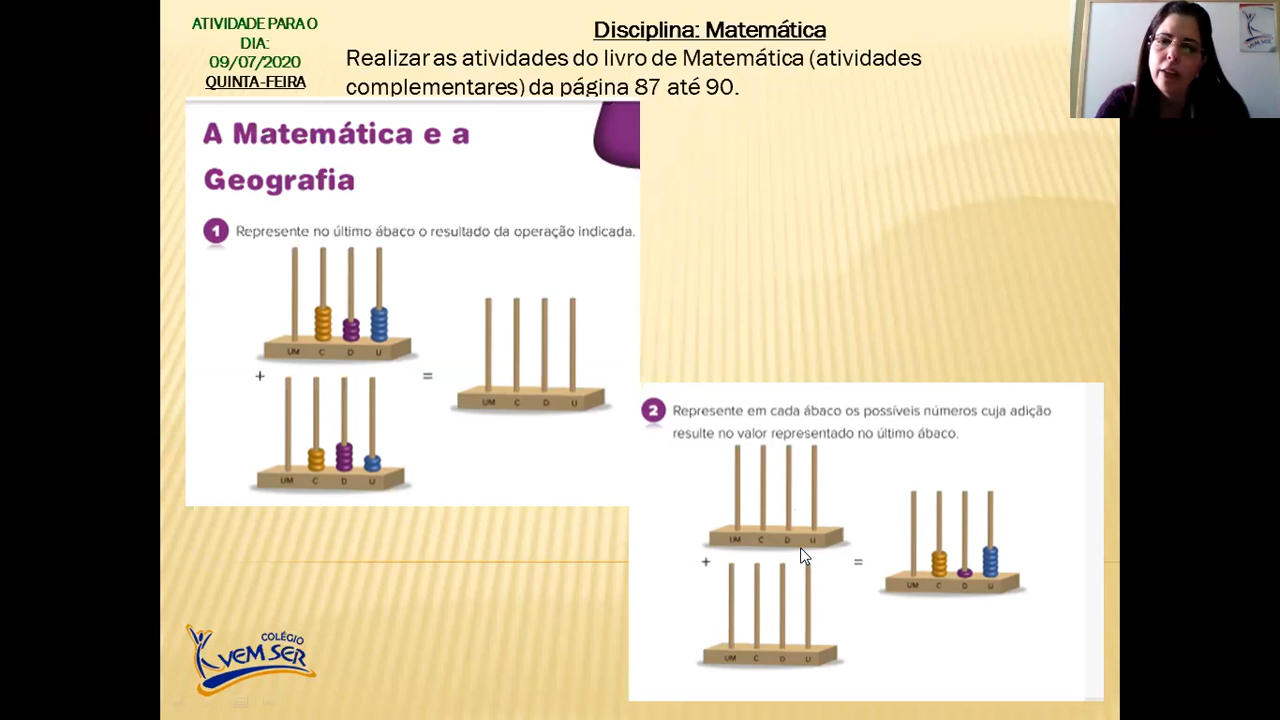 ATIVIDADE PARA O
DIA:
09/07/2020
QUINTA-FEIRA
Disciplina: Matemática
Realizar as atividades do livro de Matemática (atividades
complementares) da página 87 até 90.
VEM SER
A Matemática e a
Geografia
1 Represente no último ábaco o resultado da operação indicada.
UM C D U
+
=
UM C D U
UM C D U
2 Represente em cada ábaco os possíveis números cuja adição
resulte no valor representado no último ábaco.
UM C D U
+
=
UM C D U
UM C D U
COLÉGIO
VEM SER